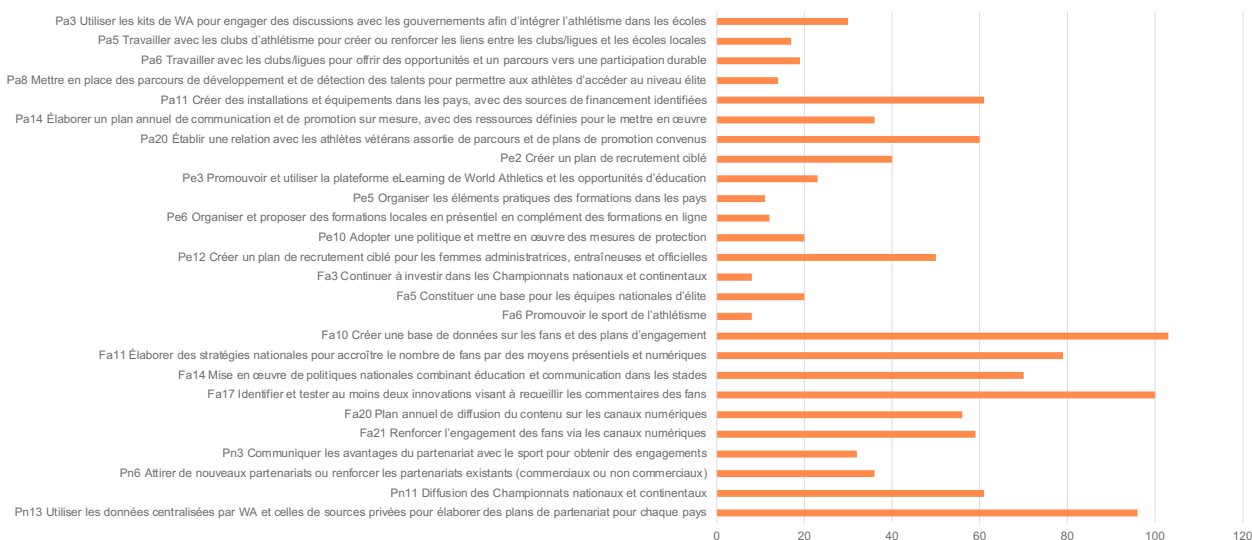 Pa3 Utiliser les kits de WA pour engager des discussions avec les gouvernements afin d’intégrer l’athlétisme dans les écoles
Pa5 Travailler avec les clubs d’athlétisme pour créer ou renforcer les liens entre les clubs/ligues et les écoles locales
Pa6 Travailler avec les clubs/ligues pour offrir des opportunités et un parcours vers une participation durable
Pa8 Mettre en place des parcours de développement et de détection des talents pour permettre aux athlètes d’accéder au niveau élite
Pa11 Créer des installations et équipements dans les pays, avec des sources de financement identifiées
Pa14 Élaborer un plan annuel de communication et de promotion sur mesure, avec des ressources définies pour le mettre en œuvre
Pa20 Établir une relation avec les athlètes vétérans assortie de parcours et de plans de promotion convenus
Pe2 Créer un plan de recrutement ciblé
Pe3 Promouvoir et utiliser la plateforme eLearning de World Athletics et les opportunités d’éducation
Pe5 Organiser les éléments pratiques des formations dans les pays
Pe6 Organiser et proposer des formations locales en présentiel en complément des formations en ligne
Pe10 Adopter une politique et mettre en œuvre des mesures de protection
Pe12 Créer un plan de recrutement ciblé pour les femmes administratrices, entraîneuses et officielles
Fa3 Continuer à investir dans les Championnats nationaux et continentaux
Fa5 Constituer une base pour les équipes nationales d’élite
Fa6 Promouvoir le sport de l’athlétisme
Fa10 Créer une base de données sur les fans et des plans d’engagement
Fa11 Élaborer des stratégies nationales pour accroître le nombre de fans par des moyens présentiels et numériques
Fa14 Mise en œuvre de politiques nationales combinant éducation et communication dans les stades
Fa17 Identifier et tester au moins deux innovations visant à recueillir les commentaires des fans
Fa20 Plan annuel de diffusion du contenu sur les canaux numériques
Fa21 Renforcer l’engagement des fans via les canaux numériques
Pn3 Communiquer les avantages du partenariat avec le sport pour obtenir des engagements
Pn6 Attirer de nouveaux partenariats ou renforcer les partenariats existants (commerciaux ou non commerciaux)
Pn11 Diffusion des Championnats nationaux et continentaux
Pn13 Utiliser les données centralisées par WA et celles de sources privées pour élaborer des plans de partenariat pour chaque pays
0 20 40 60 80 100 120